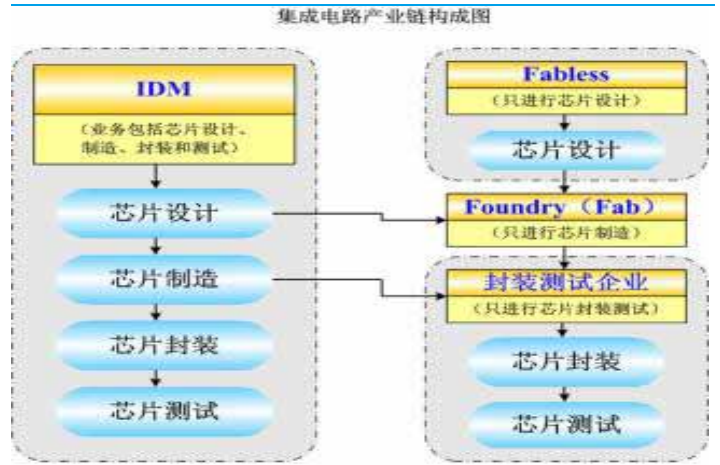 集成电路产业链构成图
IDM
（业务包括芯片设计、
制造、封装和测试）
芯片设计
芯片制造
芯片封装
芯片测试
Fabless
（只进行芯片设计）
芯片设计
Foundry（Fab）
（只进行芯片制造）
封装测试企业
（只进行芯片封装测试）
芯片封装
芯片测试